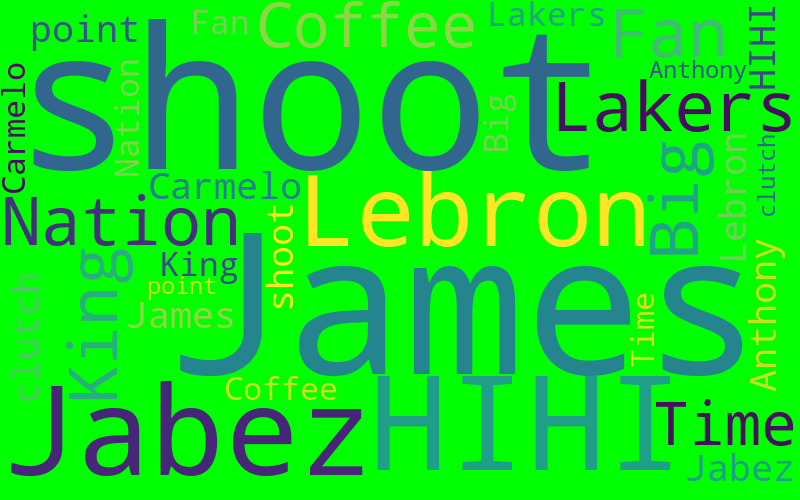 point
Fan
Coffee
Lakers
Fan
HIHI
shoot
Carmelo
Nation
Big
Anthony
Lakers
Carmelo
Nation
Lebron
Big
Lebron
clutch
King
King
point
shoot
James
James
Time
Anthony
clutch
Coffee
Jabez
HIHI
Time
Jabez